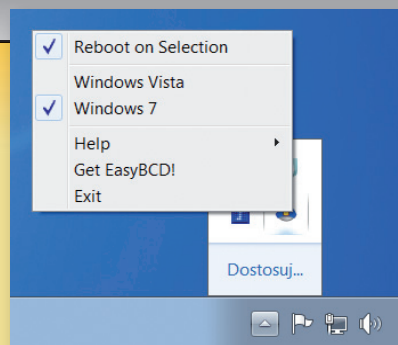 Reboot on Selection
Windows Vista
Windows 7
Help
Get EasyBCD!
Exit
Dostosuj...